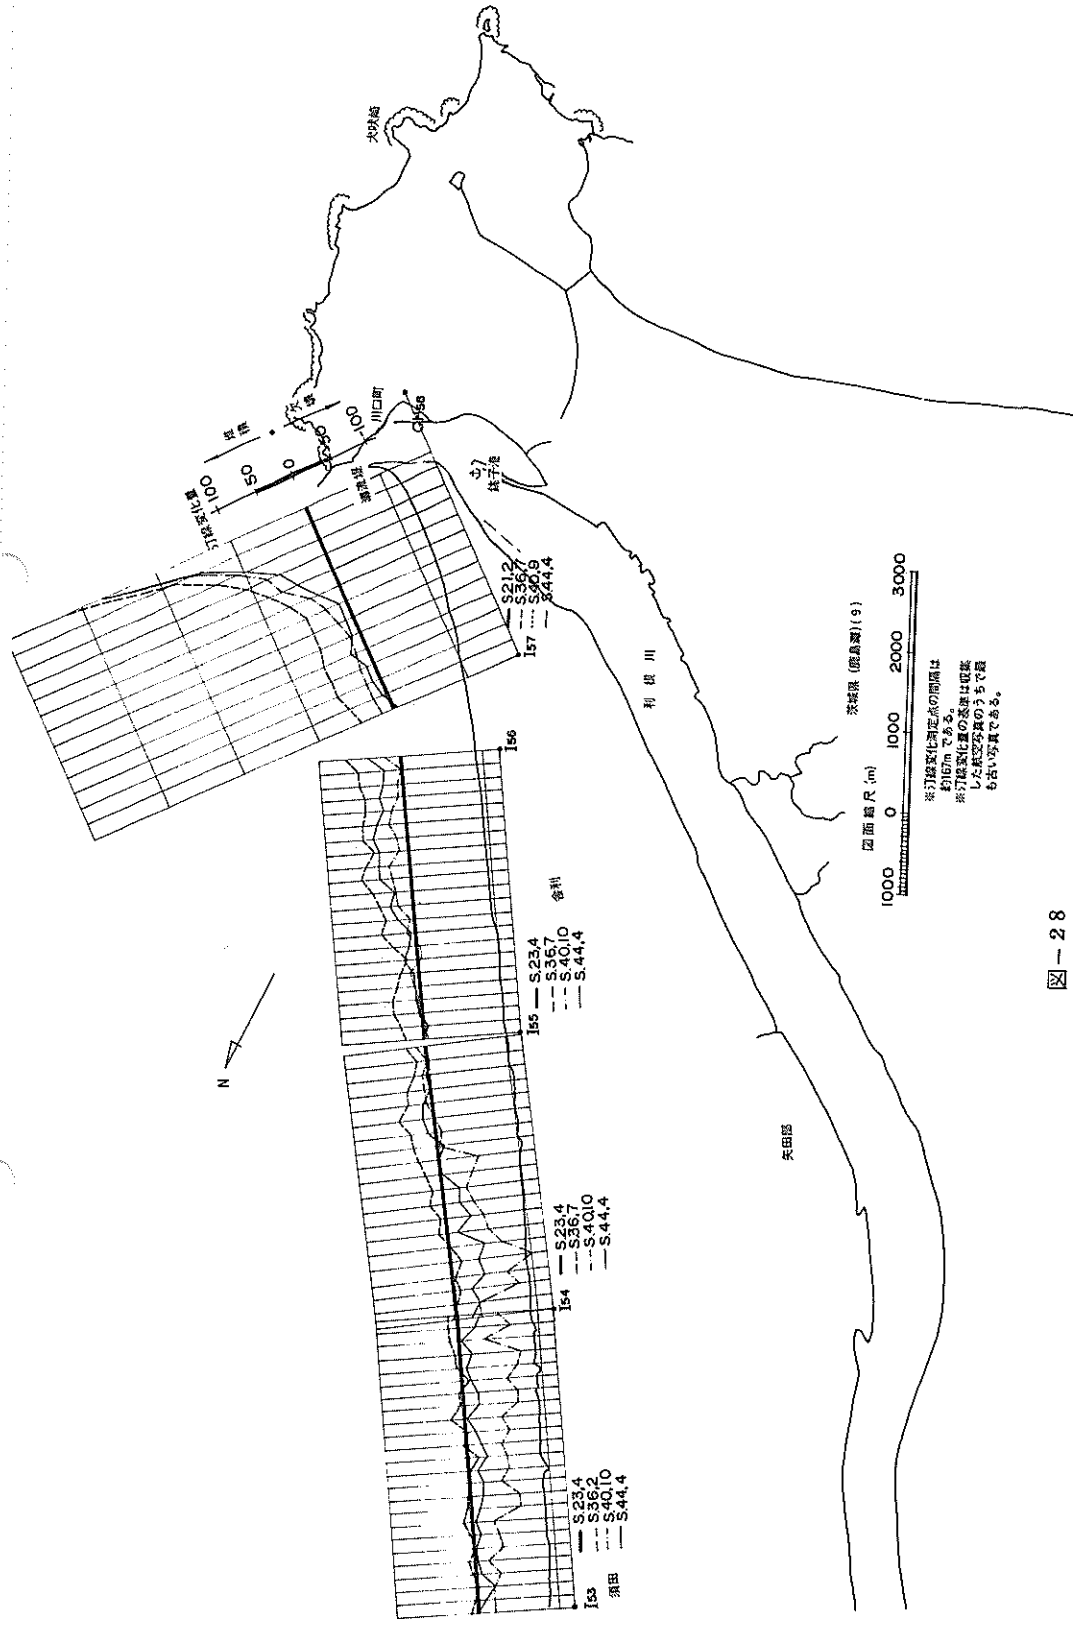 犬吠崎
汀線変化量
100
50
0
-50
-100
堆積
欠潰
川口町
導流堤
銚子港
CH58
S.21,2
S.36,7
S.40,9
S.44,4
I57
I56
舎利
I55
S.23,4
S.36,7
S.40,10
S.44,4
N
利根川
矢田部
I54
S.23,4
S.36,7
S.40,10
S.44,4
I53
須田
S.23,4
S.36,2
S.40,10
S.44,4
茨城県(鹿島灘)(9)
図面縮尺(m)
1000 0 1000 2000 3000
※汀線変化測定点の間隔は
約167mである。
※汀線変化量の基準は収集
した航空写真のうちで最
も古い写真である。
図-28